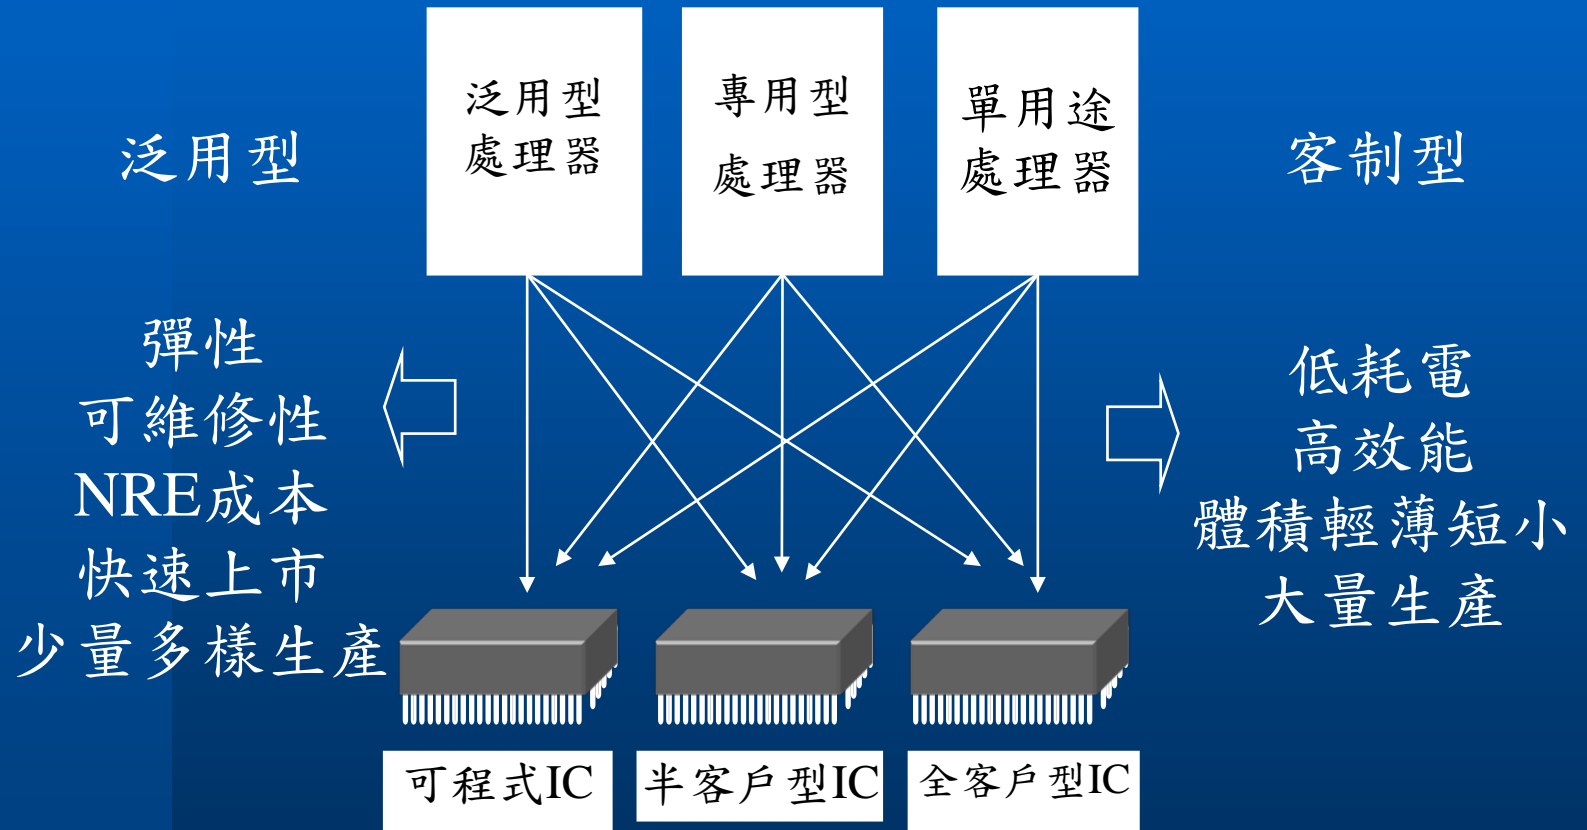 泛用型
泛用型
處理器
專用型
處理器
單用途
處理器
客制型
彈性
可維修性
NRE成本
快速上市
少量多樣生產
低耗電
高效能
體積輕薄短小
大量生產
可程式IC
半客戶型IC
全客戶型IC